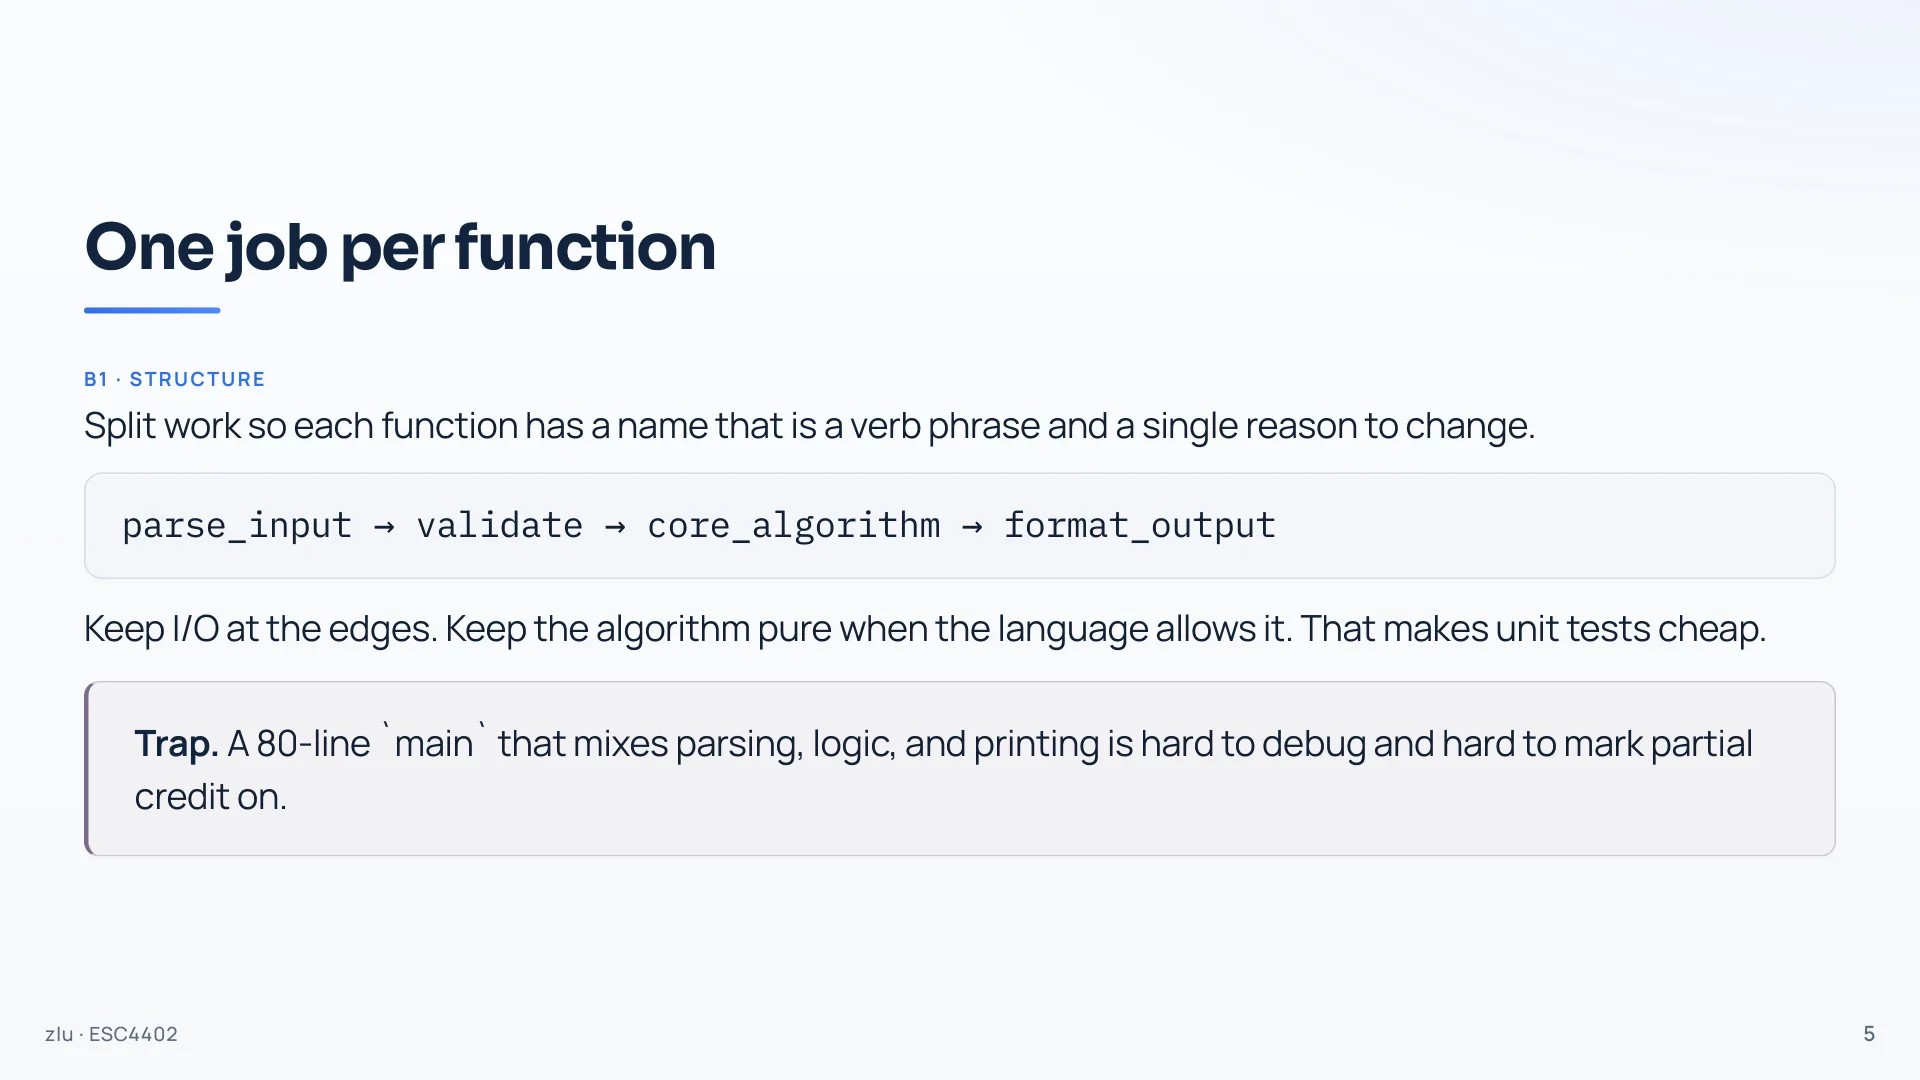 One job per function
B1 · STRUCTURE
Split work so each function has a name that is a verb phrase and a single reason to change.
parse_input → validate → core_algorithm → format_output
Keep I/O at the edges. Keep the algorithm pure when the language allows it. That makes unit tests cheap.
Trap. A 80-line `main` that mixes parsing, logic, and printing is hard to debug and hard to mark partial
credit on.
zlu · ESC4402
5